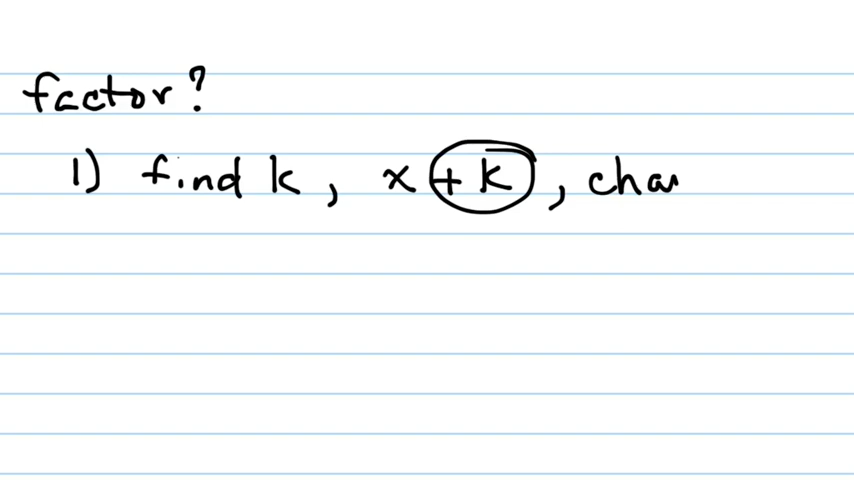 factor?
1) find k, x + k, cha